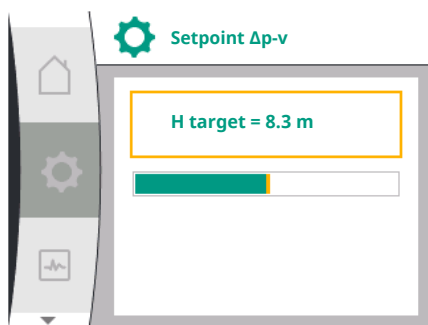 Setpoint Δp-v
H target = 8.3 m